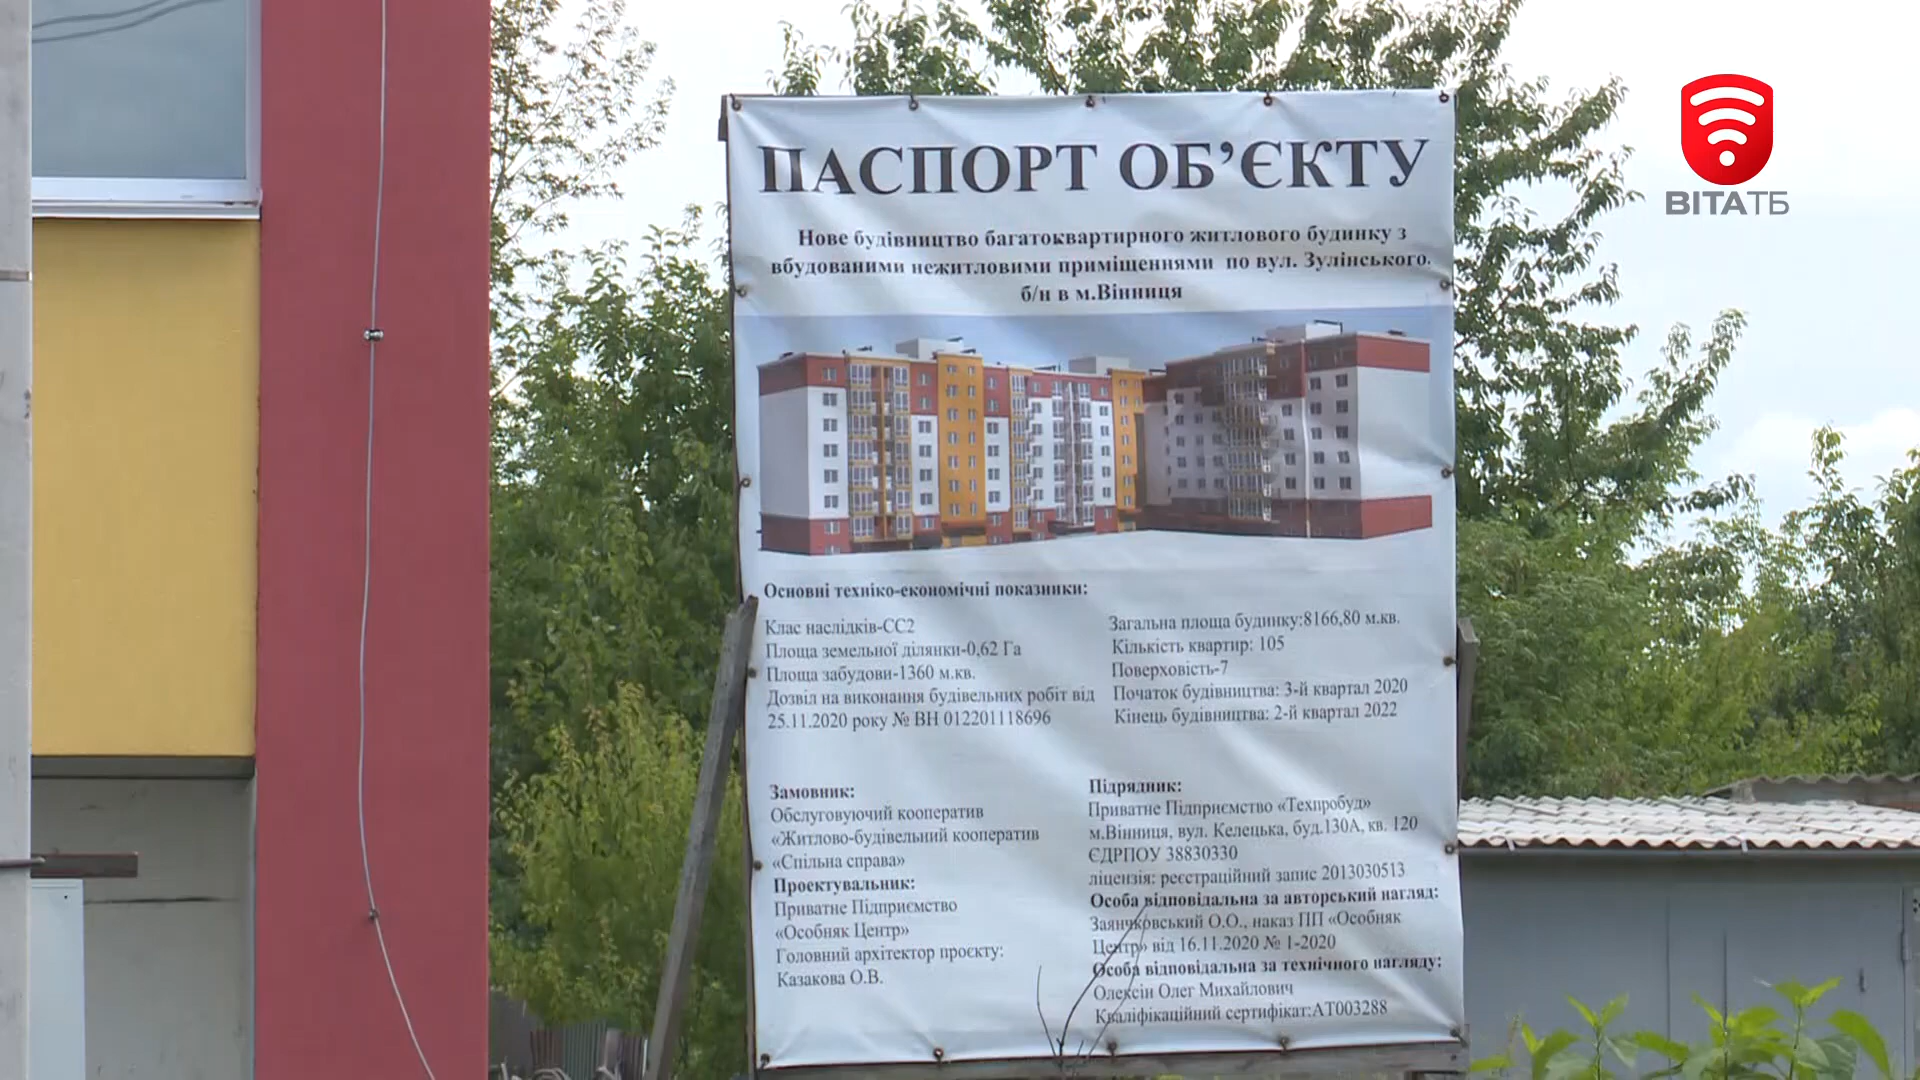 ПАСПОРТ ОБ’ЄКТУ
Нове будівництво багатоквартирного житлового будинку з
вбудованими нежитловими приміщеннями по вул. Зулінського.
б/н в м.Вінниця
Основні техніко-економічні показники:
Клас наслідків-СС2
Площа земельної ділянки-0,62 Га
Площа забудови-1360 м.кв.
Дозвіл на виконання будівельних робіт від
25.11.2020 року № ВН 012201118696
Загальна площа будинку:8166,80 м.кв.
Кількість квартир: 105
Поверховість-7
Початок будівництва: 3-й квартал 2020
Кінець будівництва: 2-й квартал 2022
Замовник:
Обслуговуючий кооператив
«Житлово-будівельний кооператив
«Спільна справа»
Проектувальник:
Приватне Підприємство
«Особняк Центр»
Головний архітектор проєкту:
Казакова О.В.
Підрядник:
Приватне Підприємство «Техпробуд»
м.Вінниця, вул. Келецька, буд.130А, кв. 120
ЄДРПОУ 38830330
ліцензія: реєстраційний запис 2013030513
Особа відповідальна за авторський нагляд:
Заянчковський О.О., наказ ПП «Особняк
Центр» від 16.11.2020 № 1-2020
Особа відповідальна за технічного нагляду:
Олексін Олег Михайлович
Кваліфікаційний сертифікат:АТ003288
ВІТАТБ